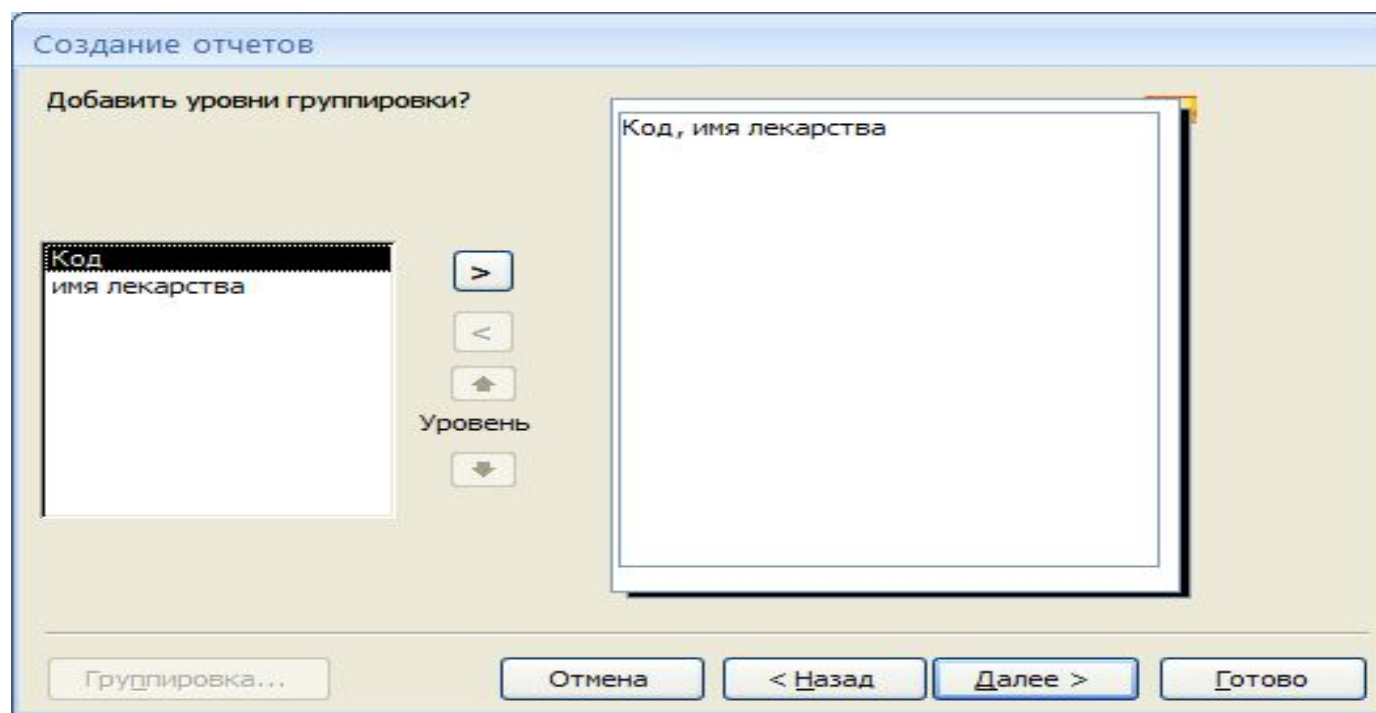 Создание отчетов
Добавить уровни группировки?
Код, имя лекарства
Код
имя лекарства
>
<
Уровень
Группировка...
Отмена
< Назад
Далее >
Готово